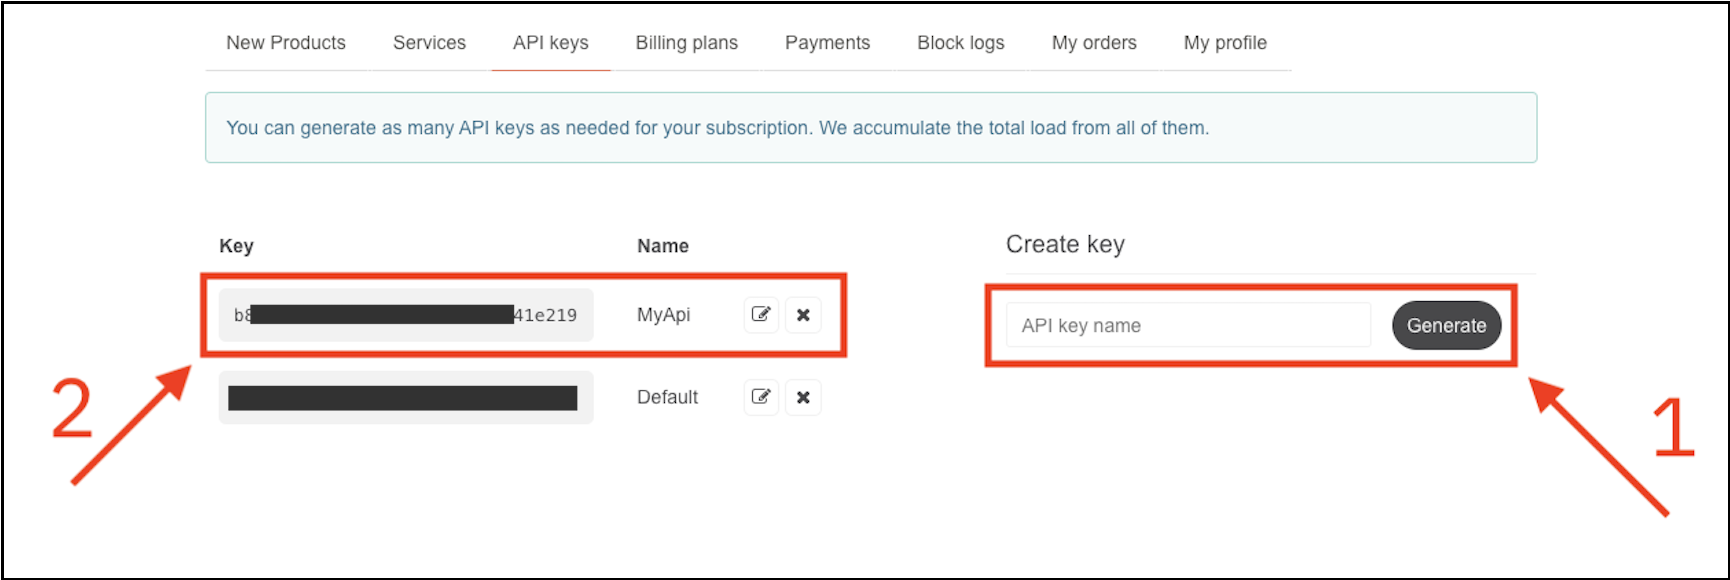 New Products Services API keys Billing plans Payments Block logs My orders My profile
You can generate as many API keys as needed for your subscription. We accumulate the total load from all of them.
Key Name
b8 41e219 MyApi
Default
Create key
API key name Generate
2
1